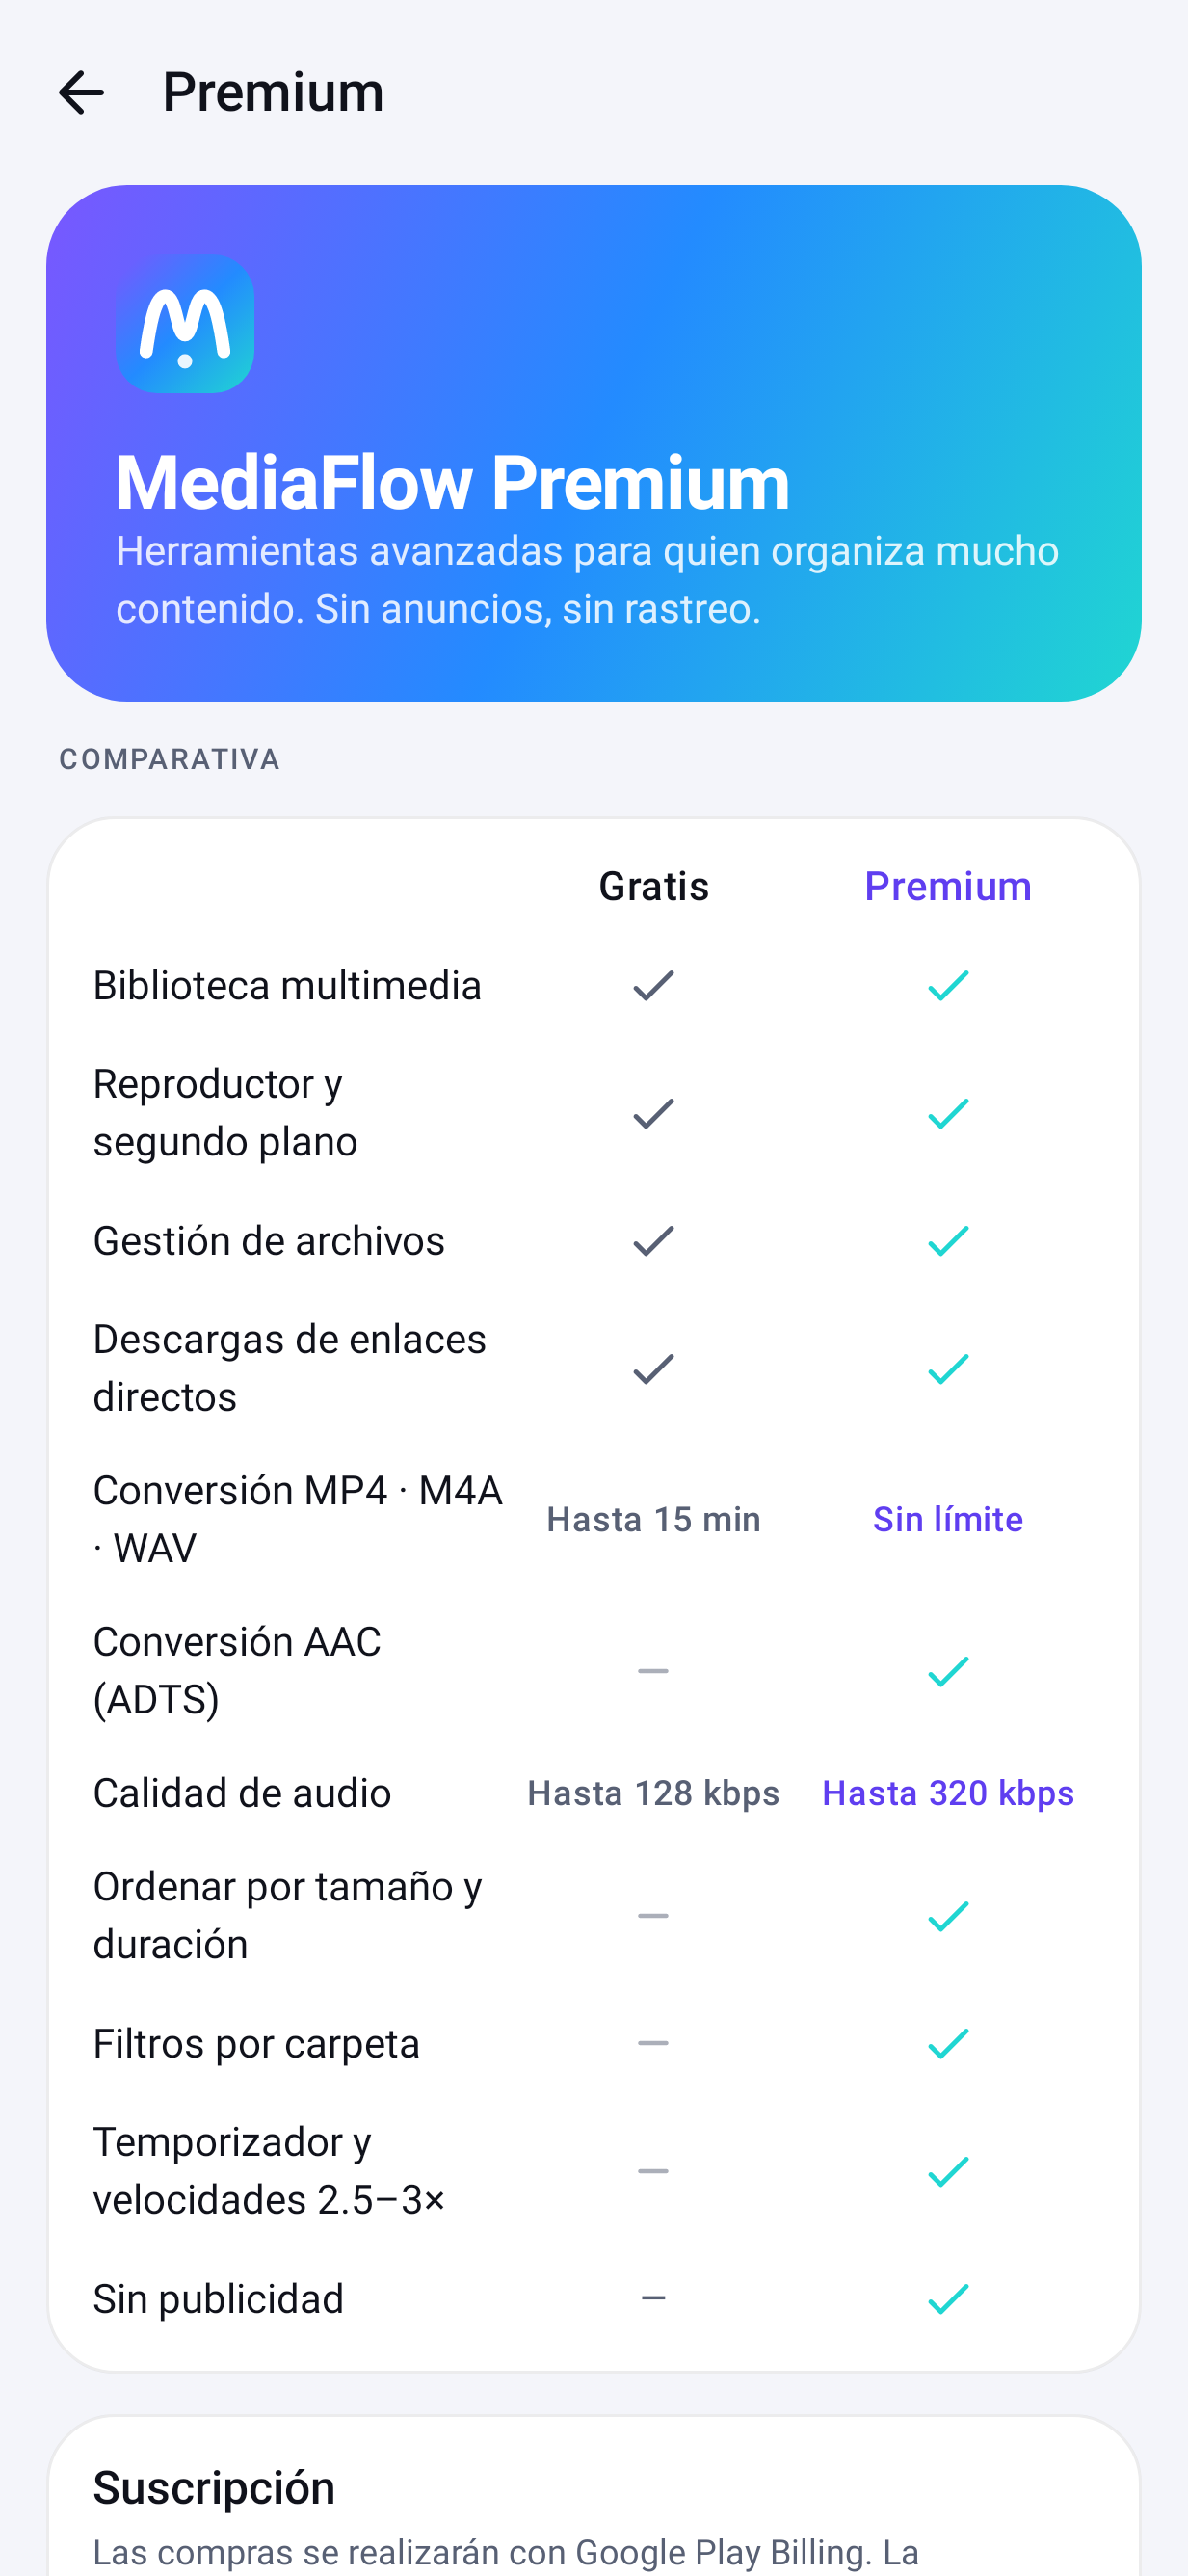 Premium
MediaFlow Premium
Herramientas avanzadas para quien organiza mucho
contenido. Sin anuncios, sin rastreo.
COMPARATIVA
Gratis Premium
Biblioteca multimedia
Reproductor y
segundo plano
Gestión de archivos
Descargas de enlaces
directos
Conversión MP4 · M4A
· WAV
Hasta 15 min Sin límite
Conversión AAC
(ADTS)
—
Calidad de audio Hasta 128 kbps Hasta 320 kbps
Ordenar por tamaño y
duración
—
Filtros por carpeta —
Temporizador y
velocidades 2.5–3×
—
Sin publicidad –
Suscripción
Las compras se realizarán con Google Play Billing. La